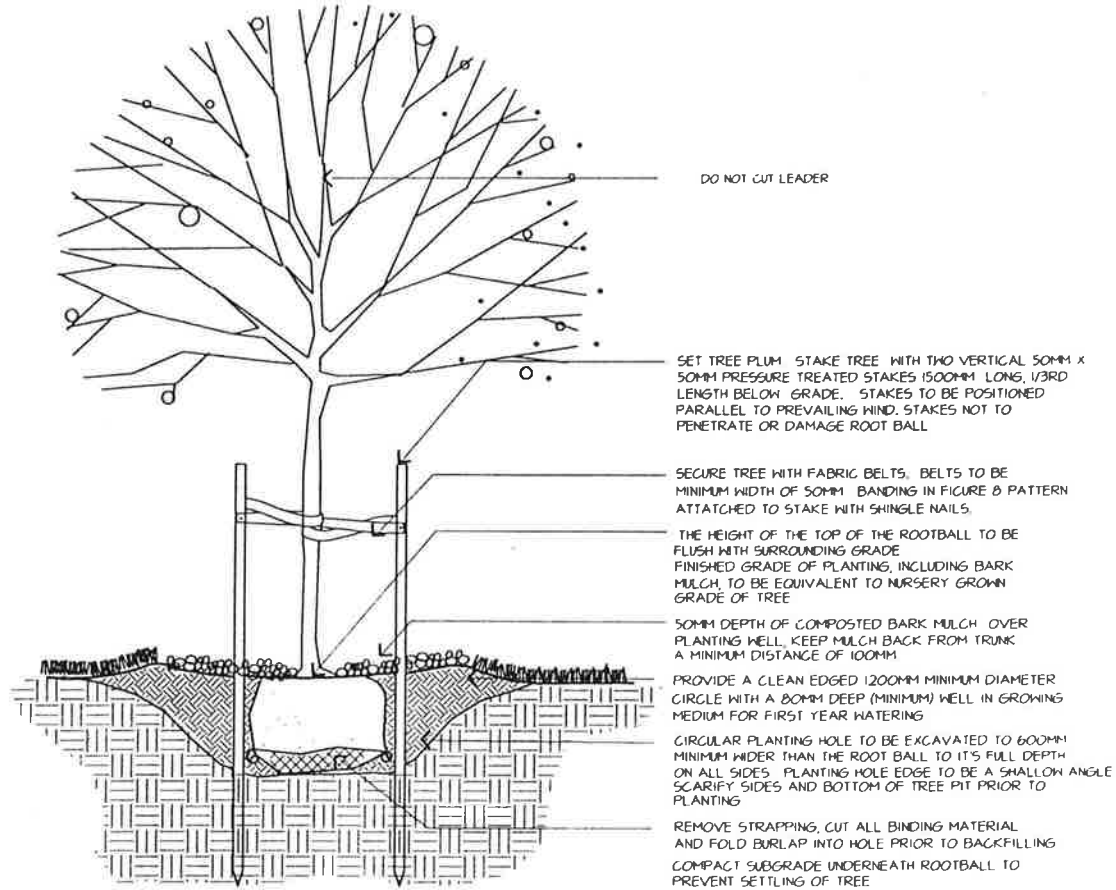 DO NOT CUT LEADER
SET TREE PLUM STAKE TREE WITH TWO VERTICAL 50MM X
50MM PRESSURE TREATED STAKES 1500MM LONG, 1/3RD
LENGTH BELOW GRADE. STAKES TO BE POSITIONED
PARALLEL TO PREVAILING WIND. STAKES NOT TO
PENETRATE OR DAMAGE ROOT BALL
SECURE TREE WITH FABRIC BELTS. BELTS TO BE
MINIMUM WIDTH OF 50MM BANDING IN FIGURE 8 PATTERN
ATTATCHED TO STAKE WITH SHINGLE NAILS.
THE HEIGHT OF THE TOP OF THE ROOTBALL TO BE
FLUSH WITH SURROUNDING GRADE
FINISHED GRADE OF PLANTING, INCLUDING BARK
MULCH, TO BE EQUIVALENT TO NURSERY GROWN
GRADE OF TREE
50MM DEPTH OF COMPOSTED BARK MULCH OVER
PLANTING WELL, KEEP MULCH BACK FROM TRUNK
A MINIMUM DISTANCE OF 100MM
PROVIDE A CLEAN EDGED 1200MM MINIMUM DIAMETER
CIRCLE WITH A 80MM DEEP (MINIMUM) WELL IN GROWING
MEDIUM FOR FIRST YEAR WATERING
CIRCULAR PLANTING HOLE TO BE EXCAVATED TO 600MM
MINIMUM WIDER THAN THE ROOT BALL TO IT'S FULL DEPTH
ON ALL SIDES PLANTING HOLE EDGE TO BE A SHALLOW ANGLE
SCARIFY SIDES AND BOTTOM OF TREE PIT PRIOR TO
PLANTING
REMOVE STRAPPING, CUT ALL BINDING MATERIAL
AND FOLD BURLAP INTO HOLE PRIOR TO BACKFILLING
COMPACT SUBGRADE UNDERNEATH ROOTBALL TO
PREVENT SETTLING OF TREE